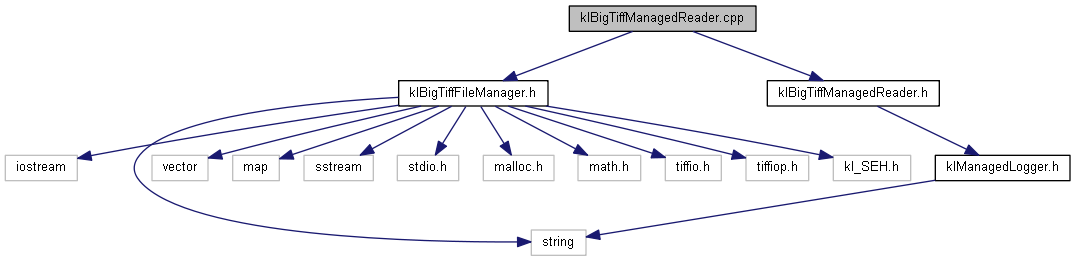 klBigTiffManagedReader.cpp
klBigTiffFileManager.h
klBigTiffManagedReader.h
iostream
vector
map
sstream
stdio.h
malloc.h
math.h
tiffio.h
tiffiop.h
kl_SEH.h
klManagedLogger.h
string